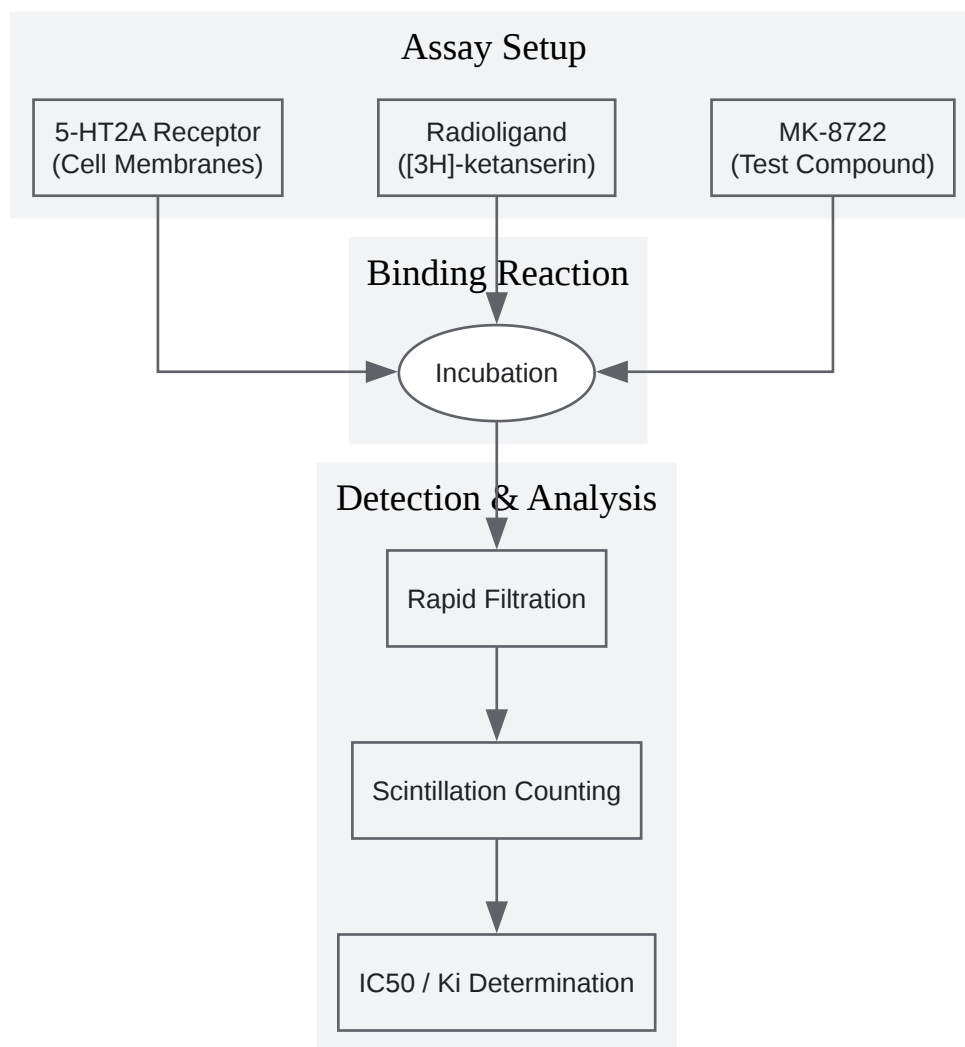 Assay Setup
5-HT2A Receptor
(Cell Membranes)
Radioligand
([3H]-ketanserin)
MK-8722
(Test Compound)
Binding Reaction
Incubation
Detection & Analysis
Rapid Filtration
Scintillation Counting
IC50 / Ki Determination